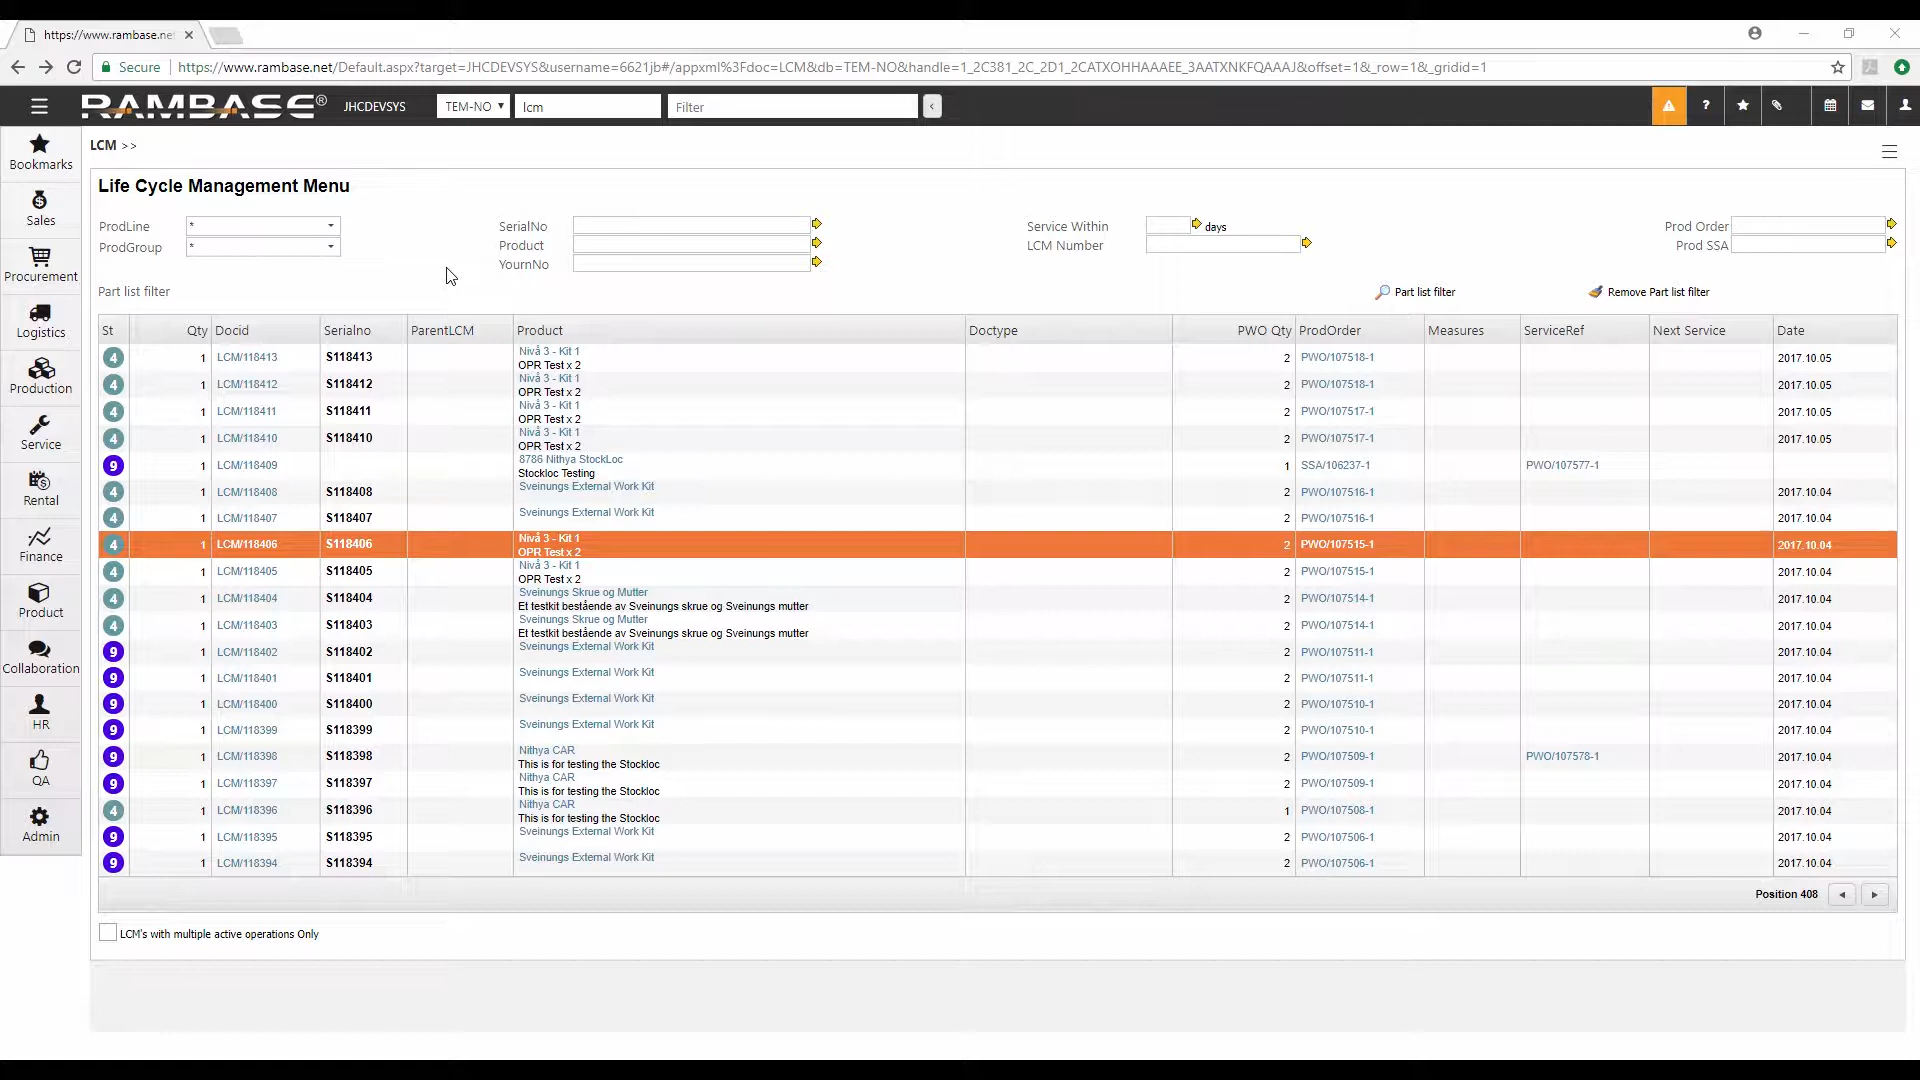 https://www.rambase.ne
Secure https://www.rambase.net/Default.aspx?target=JHCDEVSYS&username=6621jb#/appxml%3Fdoc=LCM&db=TEM-NO&handle=1_2C381_2C_2D1_2CATXOHHAAAEE_3AATXNKFQAAAJ&offset=1&_row=1&_gridid=1
RAMBASE® JHCDEVSYS TEM-NO lcm Filter
Bookmarks
Sales
Procurement
Logistics
Production
Service
Rental
Finance
Product
Collaboration
HR
QA
Admin
LCM >>
Life Cycle Management Menu
ProdLine * SerialNo Service Within days Prod Order
ProdGroup * Product LCM Number Prod SSA
YournNo
Part list filter Part list filter Remove Part list filter
St Qty Docid Serialno ParentLCM Product Doctype PWO Qty ProdOrder Measures ServiceRef Next Service Date
4 1 LCM/118413 S118413 Nivå 3 - Kit 1 2 PWO/107518-1 2017.10.05
OPR Test x 2
4 1 LCM/118412 S118412 Nivå 3 - Kit 1 2 PWO/107518-1 2017.10.05
OPR Test x 2
4 1 LCM/118411 S118411 Nivå 3 - Kit 1 2 PWO/107517-1 2017.10.05
OPR Test x 2
4 1 LCM/118410 S118410 Nivå 3 - Kit 1 2 PWO/107517-1 2017.10.05
OPR Test x 2
9 1 LCM/118409 8786 Nithya StockLoc 1 SSA/106237-1 PWO/107577-1
Stockloc Testing
4 1 LCM/118408 S118408 Sveinungs External Work Kit 2 PWO/107516-1 2017.10.04
4 1 LCM/118407 S118407 Sveinungs External Work Kit 2 PWO/107516-1 2017.10.04
4 1 LCM/118406 S118406 Nivå 3 - Kit 1 2 PWO/107515-1 2017.10.04
OPR Test x 2
4 1 LCM/118405 S118405 Nivå 3 - Kit 1 2 PWO/107515-1 2017.10.04
OPR Test x 2
4 1 LCM/118404 S118404 Sveinungs Skrue og Mutter 2 PWO/107514-1 2017.10.04
Et testkit bestående av Sveinungs skrue og Sveinungs mutter
4 1 LCM/118403 S118403 Sveinungs Skrue og Mutter 2 PWO/107514-1 2017.10.04
Et testkit bestående av Sveinungs skrue og Sveinungs mutter
9 1 LCM/118402 S118402 Sveinungs External Work Kit 2 PWO/107511-1 2017.10.04
9 1 LCM/118401 S118401 Sveinungs External Work Kit 2 PWO/107511-1 2017.10.04
9 1 LCM/118400 S118400 Sveinungs External Work Kit 2 PWO/107510-1 2017.10.04
9 1 LCM/118399 S118399 Sveinungs External Work Kit 2 PWO/107510-1 2017.10.04
9 1 LCM/118398 S118398 Nithya CAR 2 PWO/107509-1 PWO/107578-1 2017.10.04
This is for testing the Stockloc
9 1 LCM/118397 S118397 Nithya CAR 2 PWO/107509-1 2017.10.04
This is for testing the Stockloc
4 1 LCM/118396 S118396 Nithya CAR 1 PWO/107508-1 2017.10.04
This is for testing the Stockloc
9 1 LCM/118395 S118395 Sveinungs External Work Kit 2 PWO/107506-1 2017.10.04
9 1 LCM/118394 S118394 Sveinungs External Work Kit 2 PWO/107506-1 2017.10.04
Position 408
LCM's with multiple active operations Only